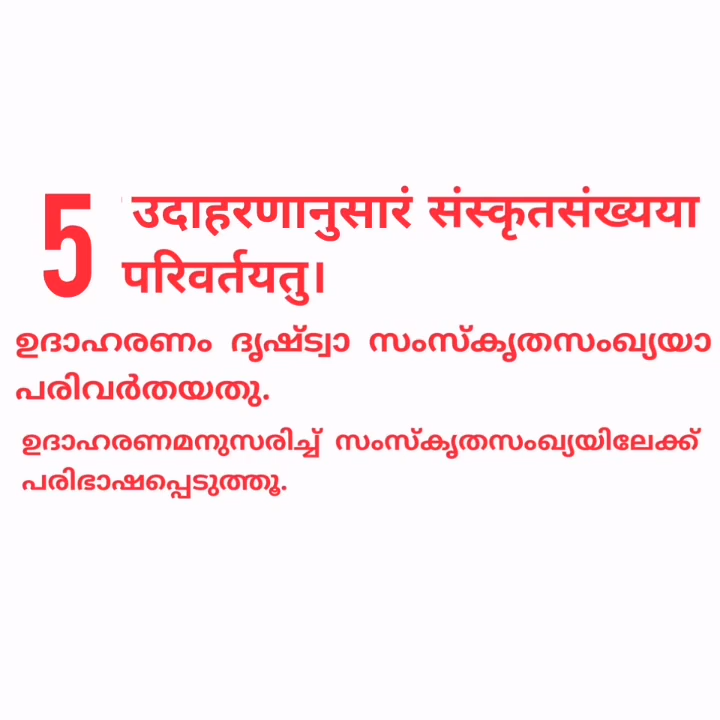 5 उदाहरणानुसारं संस्कृतसंख्यया
परिवर्तयतु।
ഉദാഹരണം ദൃഷ്ട്വാ സംസ്കൃതസംഖ്യയാ
പരിവർതയതു.
ഉദാഹരണമനുസരിച്ച് സംസ്കൃതസംഖ്യയിലേക്ക്
പരിഭാഷപ്പെടുത്തൂ.